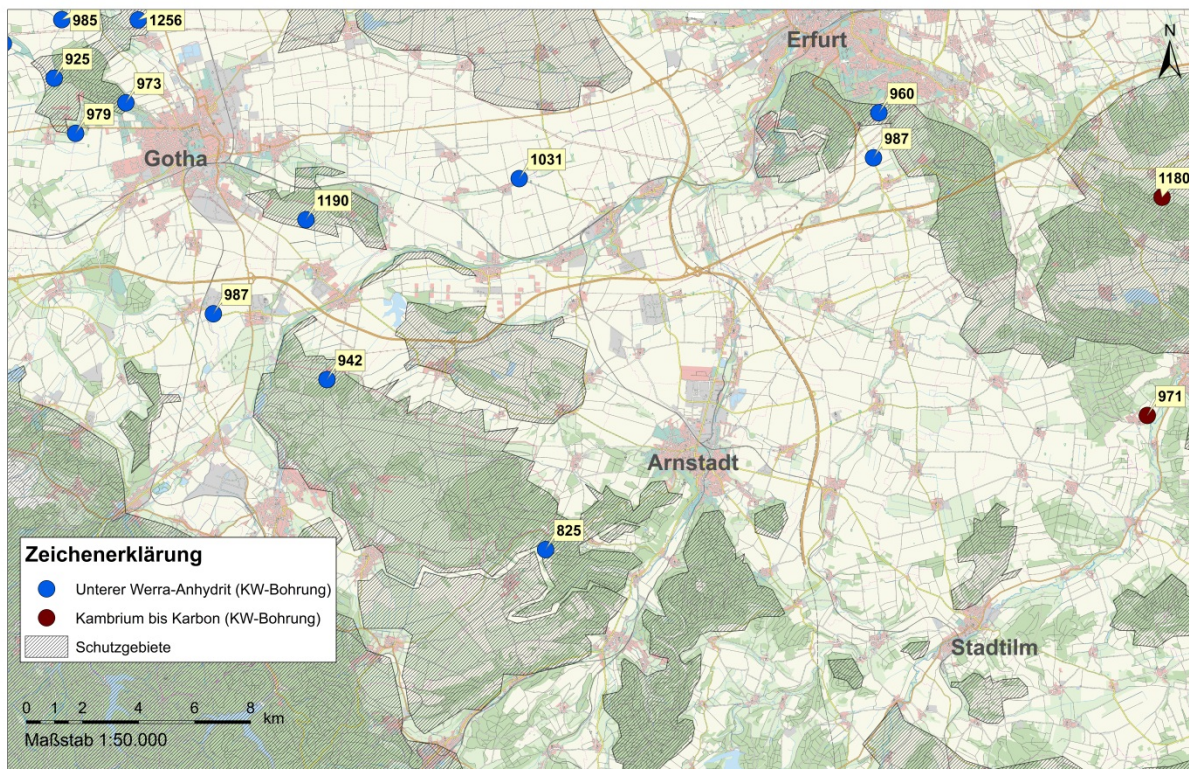 985
1256
Erfurt
N
925
973
960
979
Gotha
987
1031
1180
1190
987
942
971
Arnstadt
825
Zeichenerklärung
Unterer Werra-Anhydrit (KW-Bohrung)
Kambrium bis Karbon (KW-Bohrung)
Schutzgebiete
Stadtilm
0 1 2 4 6 8 km
Maßstab 1:50.000